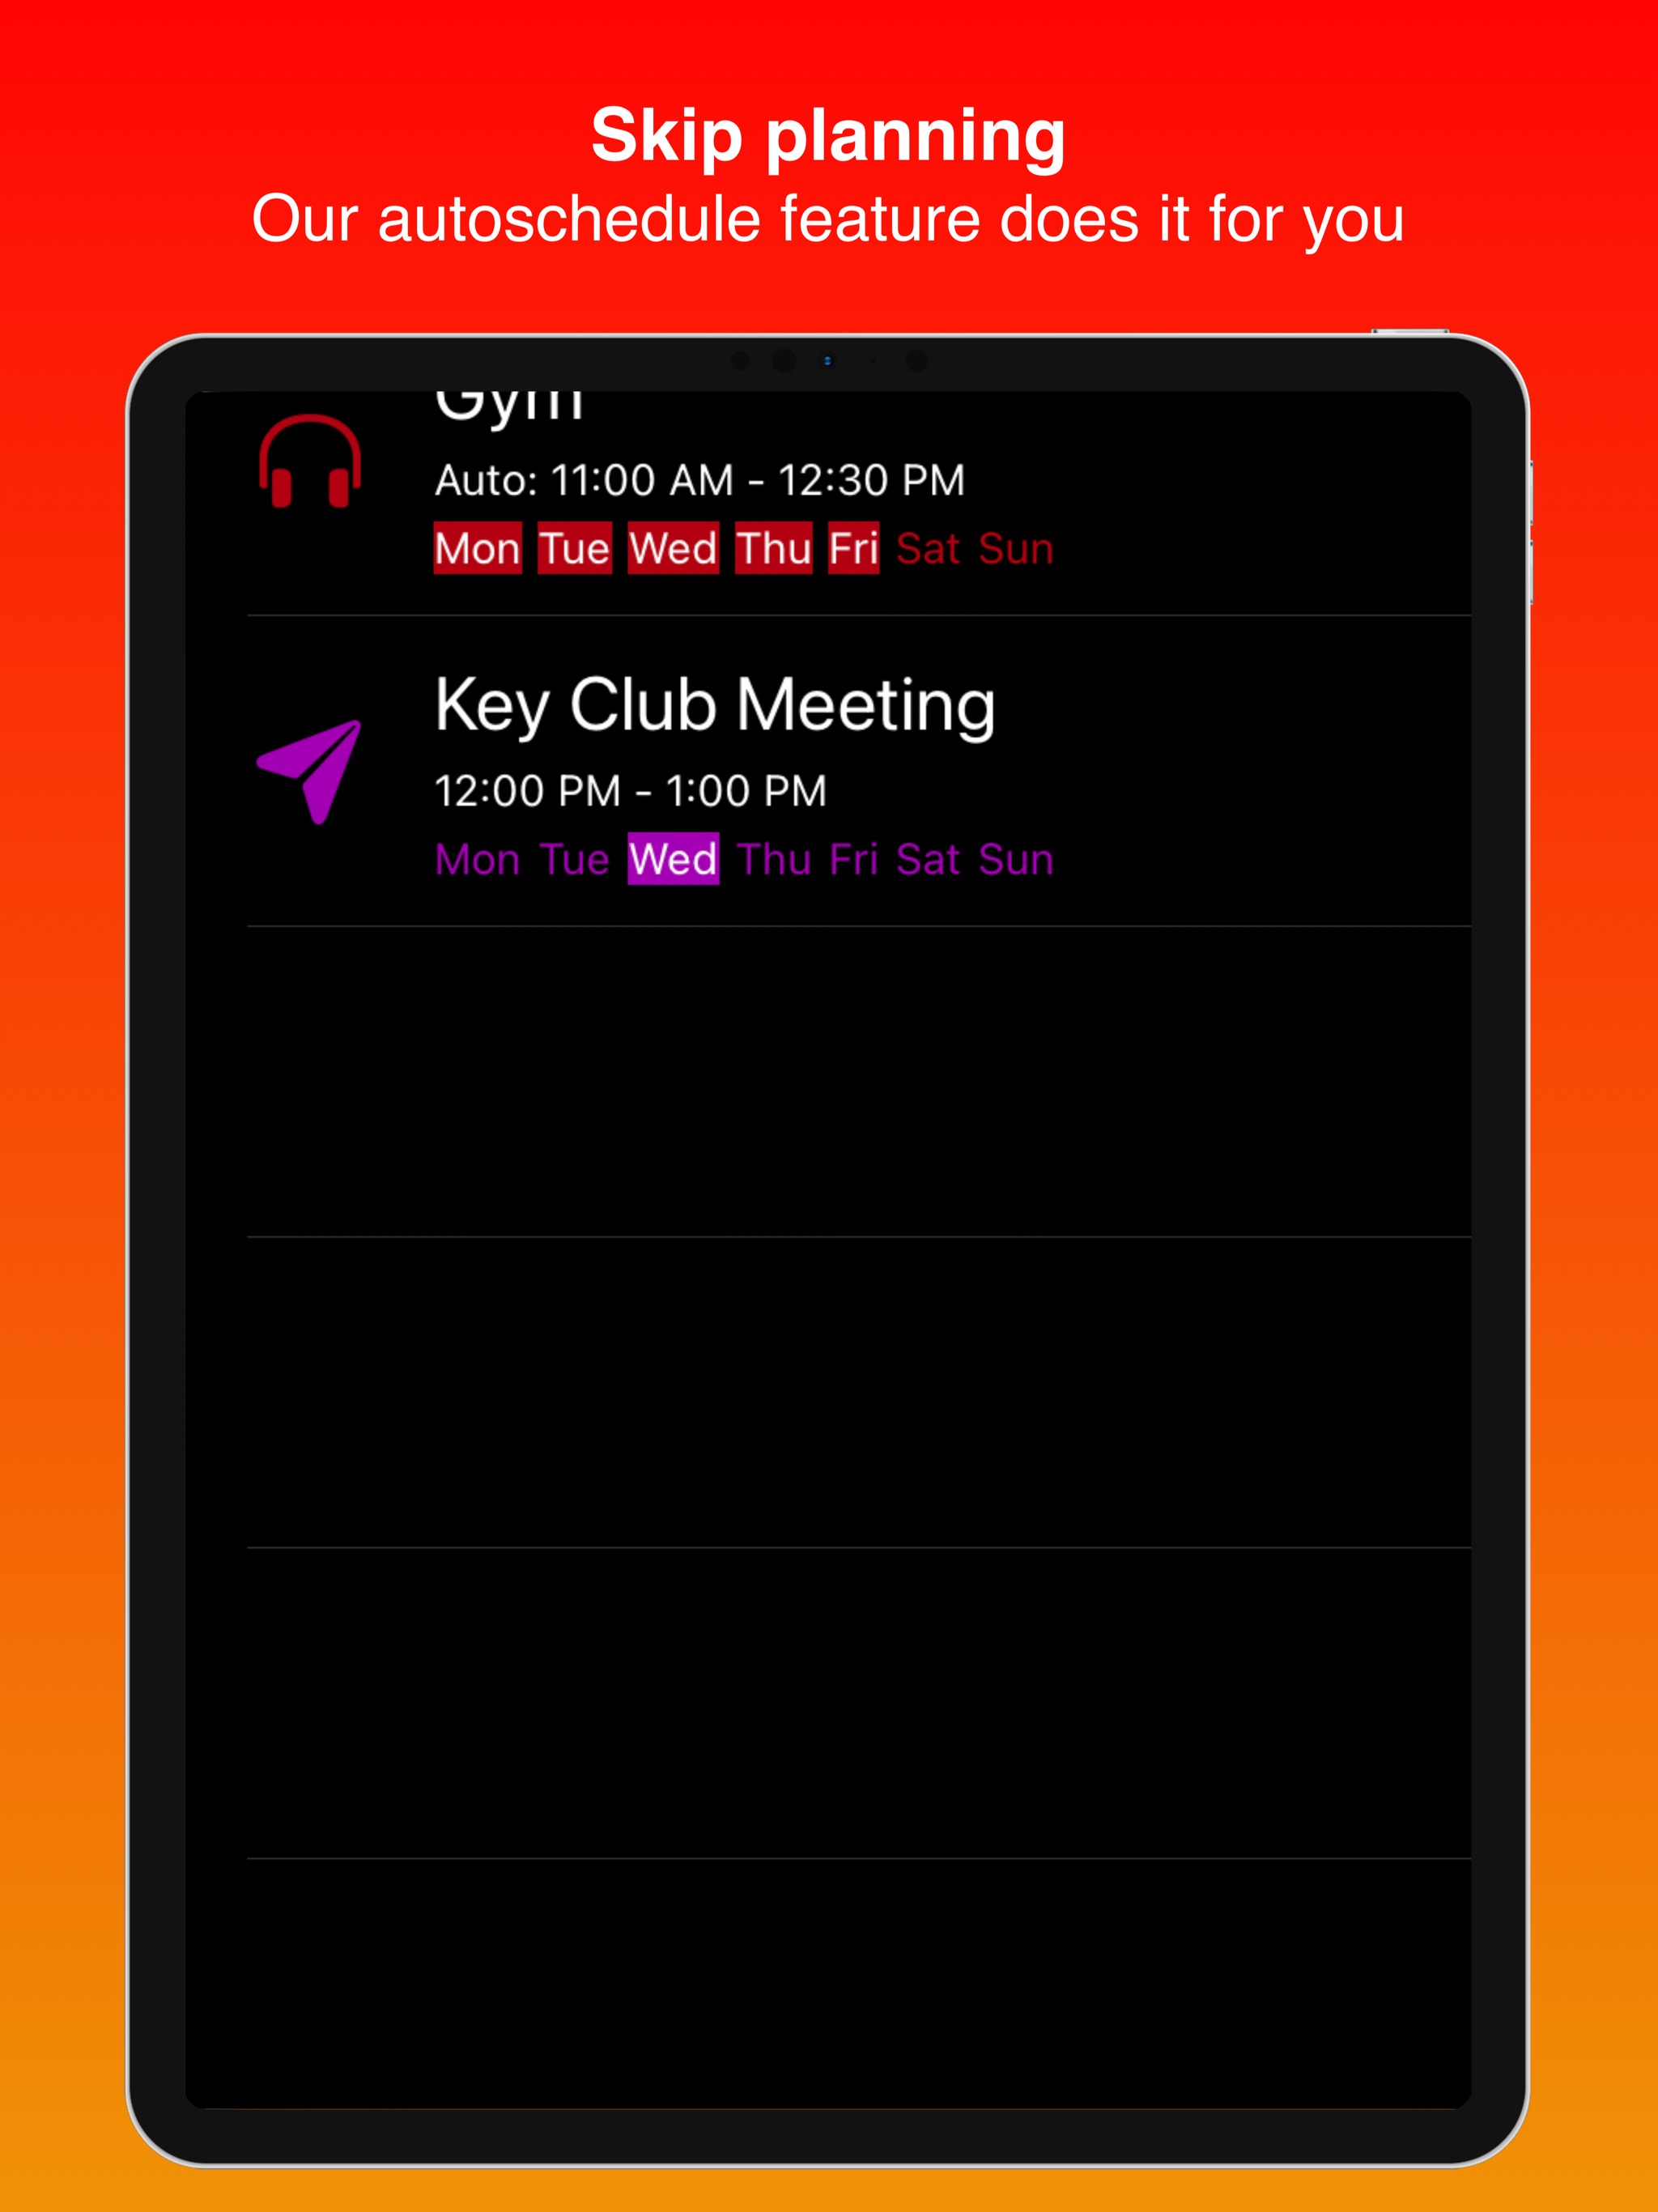 Skip planning
Our autoschedule feature does it for you
Gym
Auto: 11:00 AM - 12:30 PM
Mon Tue Wed Thu Fri Sat Sun
Key Club Meeting
12:00 PM - 1:00 PM
Mon Tue Wed Thu Fri Sat Sun